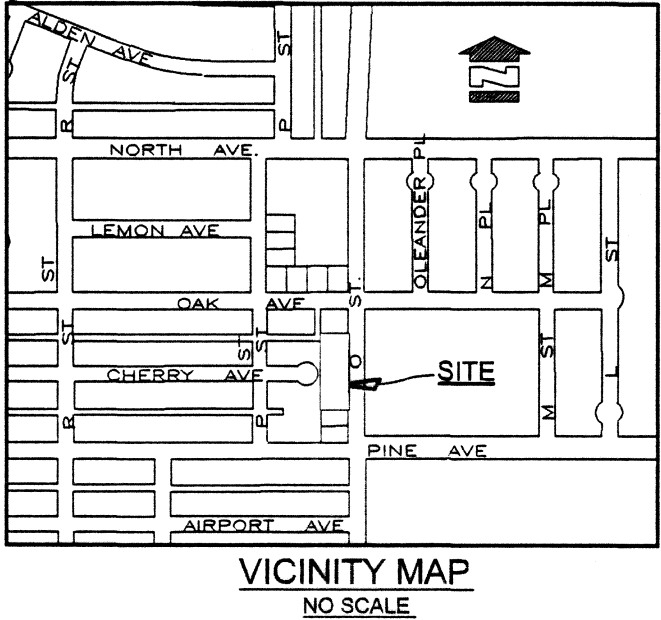 ALDEN AVE
ST
ST
R
P
NORTH AVE.
OLEANDER PL
N PL
M PL
LEMON AVE
ST
ST
OAK AVE
O ST.
R ST
ST
P ST
M ST
L
CHERRY AVE
SITE
PINE AVE
AIRPORT AVE
N
VICINITY MAP
NO SCALE